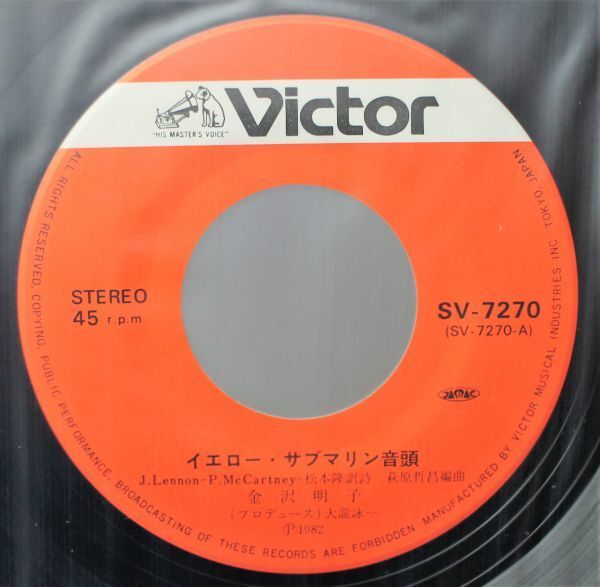 Victor
"HIS MASTER'S VOICE"
STEREO
45 r.p.m
SV-7270
(SV-7270-A)
JASRAC
イエロー・サブマリン音頭
J.Lennon-P.McCartney-松本隆訳詩 萩原哲晶編曲
金沢明子
(プロデュース)大瀧詠一
Ⓟ1982
ALL RIGHTS RESERVED, COPYING, PUBLIC PERFORMANCE, BROADCASTING OF THESE RECORDS ARE FORBIDDEN MANUFACTURED BY VICTOR MUSICAL INDUSTRIES INC TOKYO, JAPAN